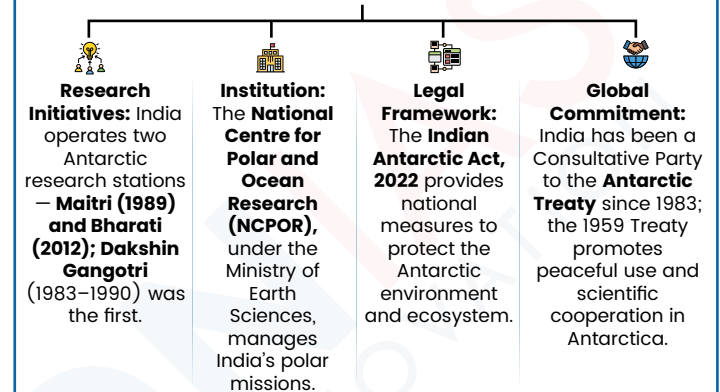 Research
Initiatives: India
operates two
Antarctic
research stations
— Maitri (1989)
and Bharati
(2012); Dakshin
Gangotri
(1983–1990) was
the first.
Institution:
The National
Centre for
Polar and
Ocean
Research
(NCPOR),
under the
Ministry of
Earth
Sciences,
manages
India's polar
missions.
Legal
Framework:
The Indian
Antarctic Act,
2022 provides
national
measures to
protect the
Antarctic
environment
and ecosystem.
Global
Commitment:
India has been a
Consultative Party
to the Antarctic
Treaty since 1983;
the 1959 Treaty
promotes
peaceful use and
scientific
cooperation in
Antarctica.